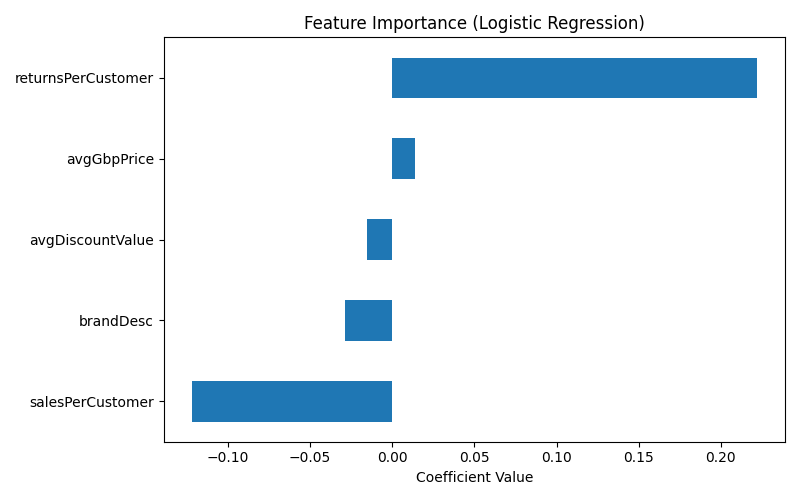 Feature Importance (Logistic Regression)
returnsPerCustomer
avgGbpPrice
avgDiscountValue
brandDesc
salesPerCustomer
−0.10 −0.05 0.00 0.05 0.10 0.15 0.20
Coefficient Value